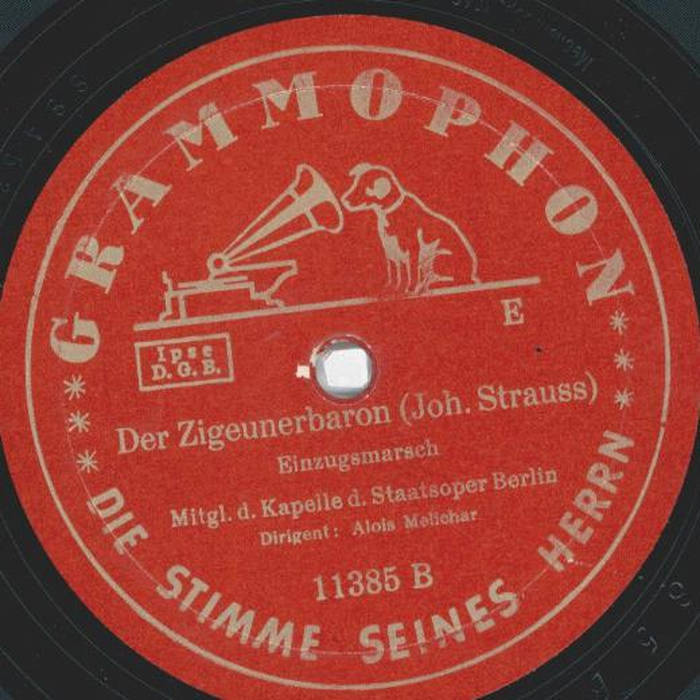 GRAMMOPHON
E
Ipse
D.G.B.
Der Zigeunerbaron (Joh. Strauss)
Einzugsmarsch
Mitgl. d. Kapelle d. Staatsoper Berlin
Dirigent: Alois Melichar
11385 B
DIE STIMME SEINES HERRN